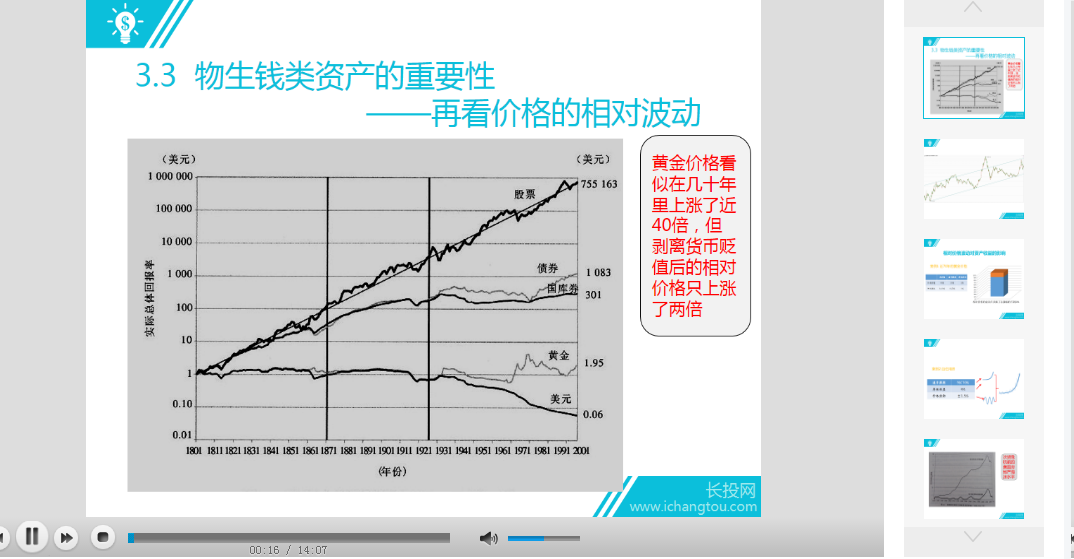 3.3 物生钱类资产的重要性
——再看价格的相对波动
(美元)
(美元)
1 000 000
100 000
10 000
1 000
100
10
1
0.10
0.01
实际总体回报率
股票
债券
国库券
黄金
美元
755 163
1 083
301
1.95
0.06
1801 1811 1821 1831 1841 1851 1861 1871 1881 1891 1901 1911 1921 1931 1941 1951 1961 1971 1981 1991 2001
(年份)
黄金价格看
似在几十年
里上涨了近
40倍，但
剥离货币贬
值后的相对
价格只上涨
了两倍
长投网
www.ichangtou.com
00:16 / 14:07